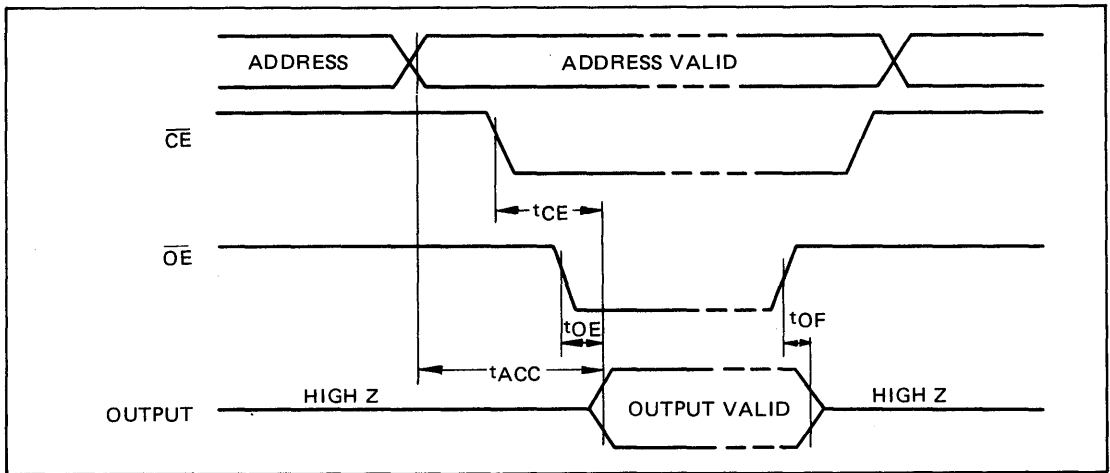 ADDRESS
ADDRESS VALID
CE
tCE
OE
tOE
tOF
tACC
HIGH Z
HIGH Z
OUTPUT
OUTPUT VALID